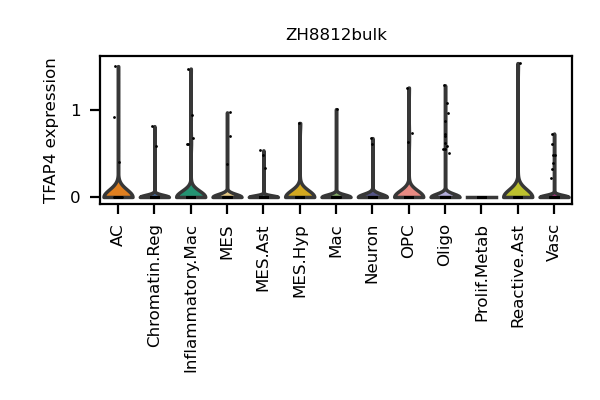 ZH8812bulk
TFAP4 expression
1
0
AC
Chromatin.Reg
Inflammatory.Mac
MES
MES.Ast
MES.Hyp
Mac
Neuron
OPC
Oligo
Prolif.Metab
Reactive.Ast
Vasc